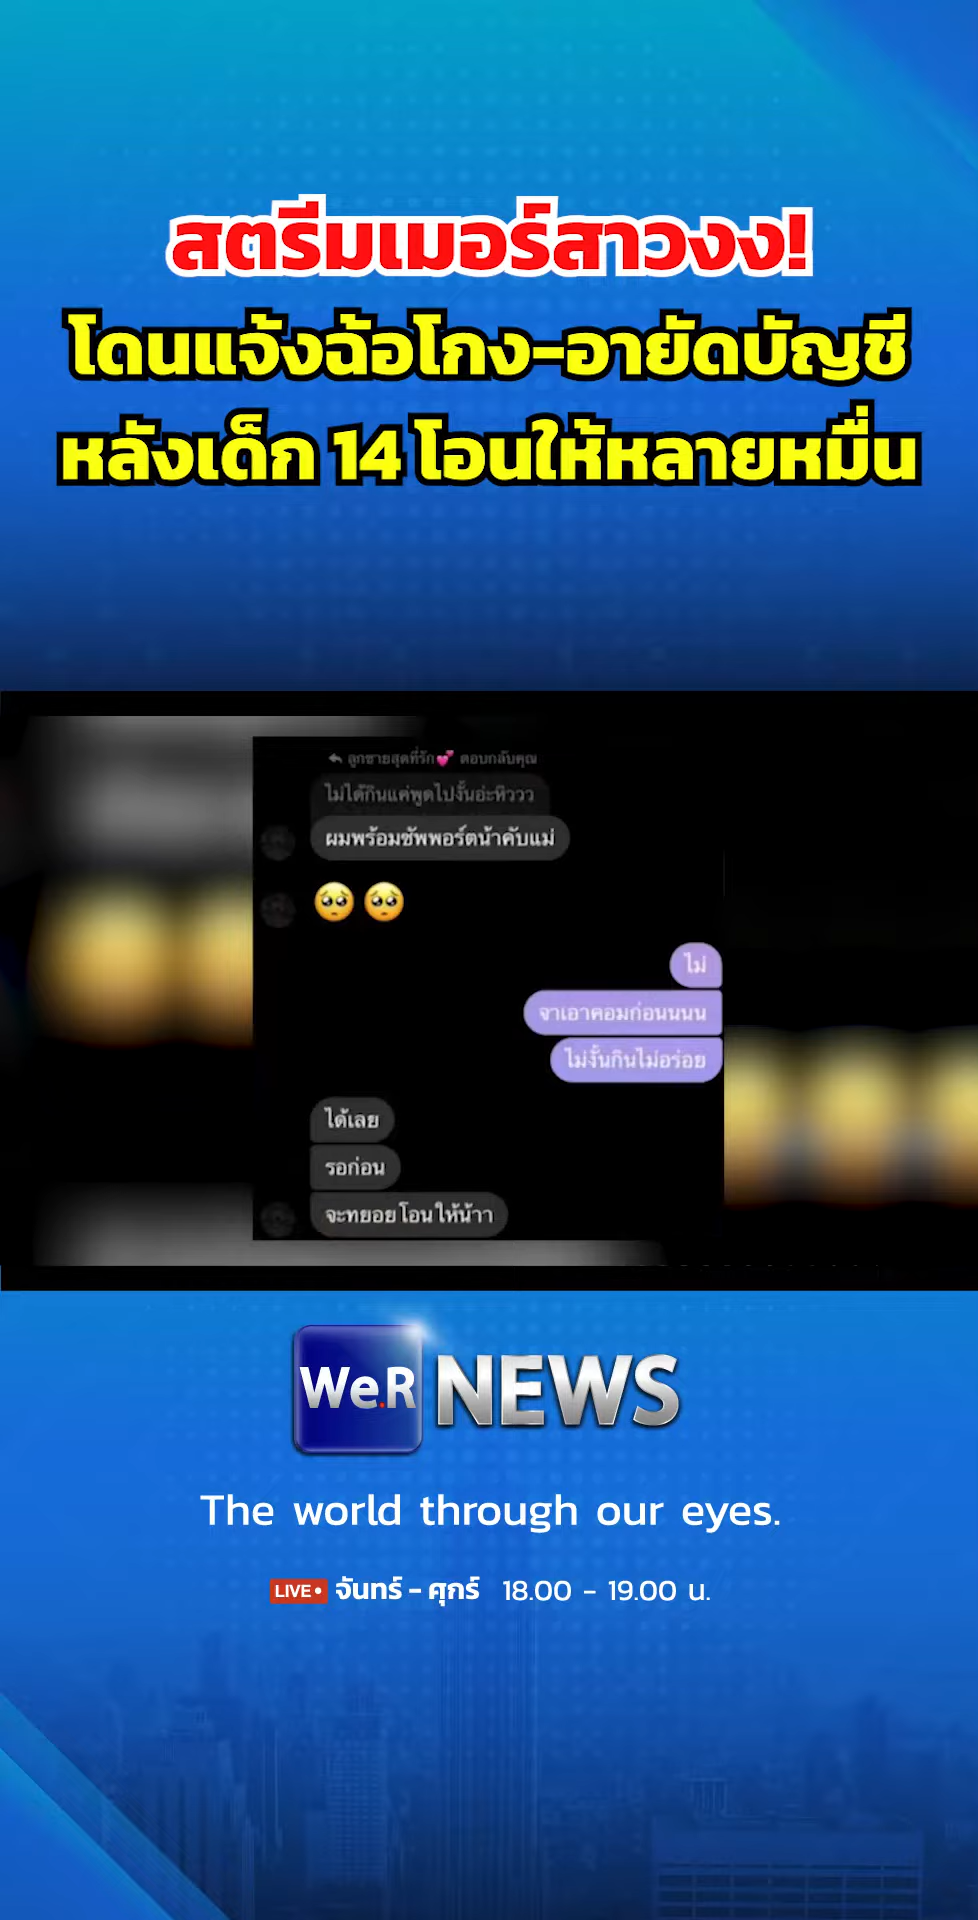 สตรีมเมอร์สาวงง!
โดนแจ้งฉ้อโกง-อายัดบัญชี
หลังเด็ก 14 โอนให้หลายหมื่น
ลูกชายสุดที่รัก💕 ตอบกลับคุณ
ไม่ได้กินแค่พูดไปงั้นอ่ะหิววว
ผมพร้อมซัพพอร์ตน้าคับแม่
🥺 🥺
ไม่
จาเอาคอมก่อนนนน
ไม่งั้นกินไม่อร่อย
ได้เลย
รอก่อน
จะทยอยโอนให้น้าา
We.R NEWS
The world through our eyes.
LIVE• จันทร์ - ศุกร์ 18.00 - 19.00 น.